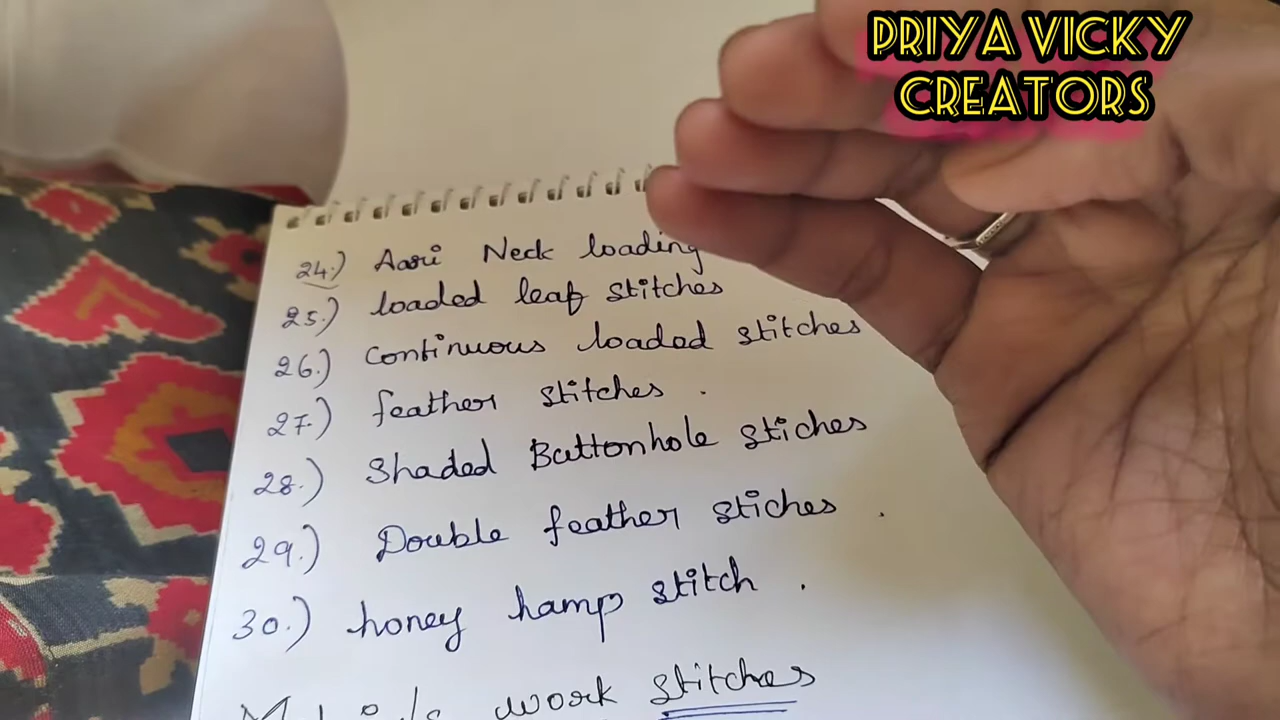 PRIYA VICKY
CREATORS
24.) Aari Neck loading
25.) loaded leaf stitches
26.) Continuous loaded stitches
27.) feather stitches .
28.) Shaded Buttonhole stiches
29.) Double feather stiches .
30.) honey hamp stitch .
work stitches